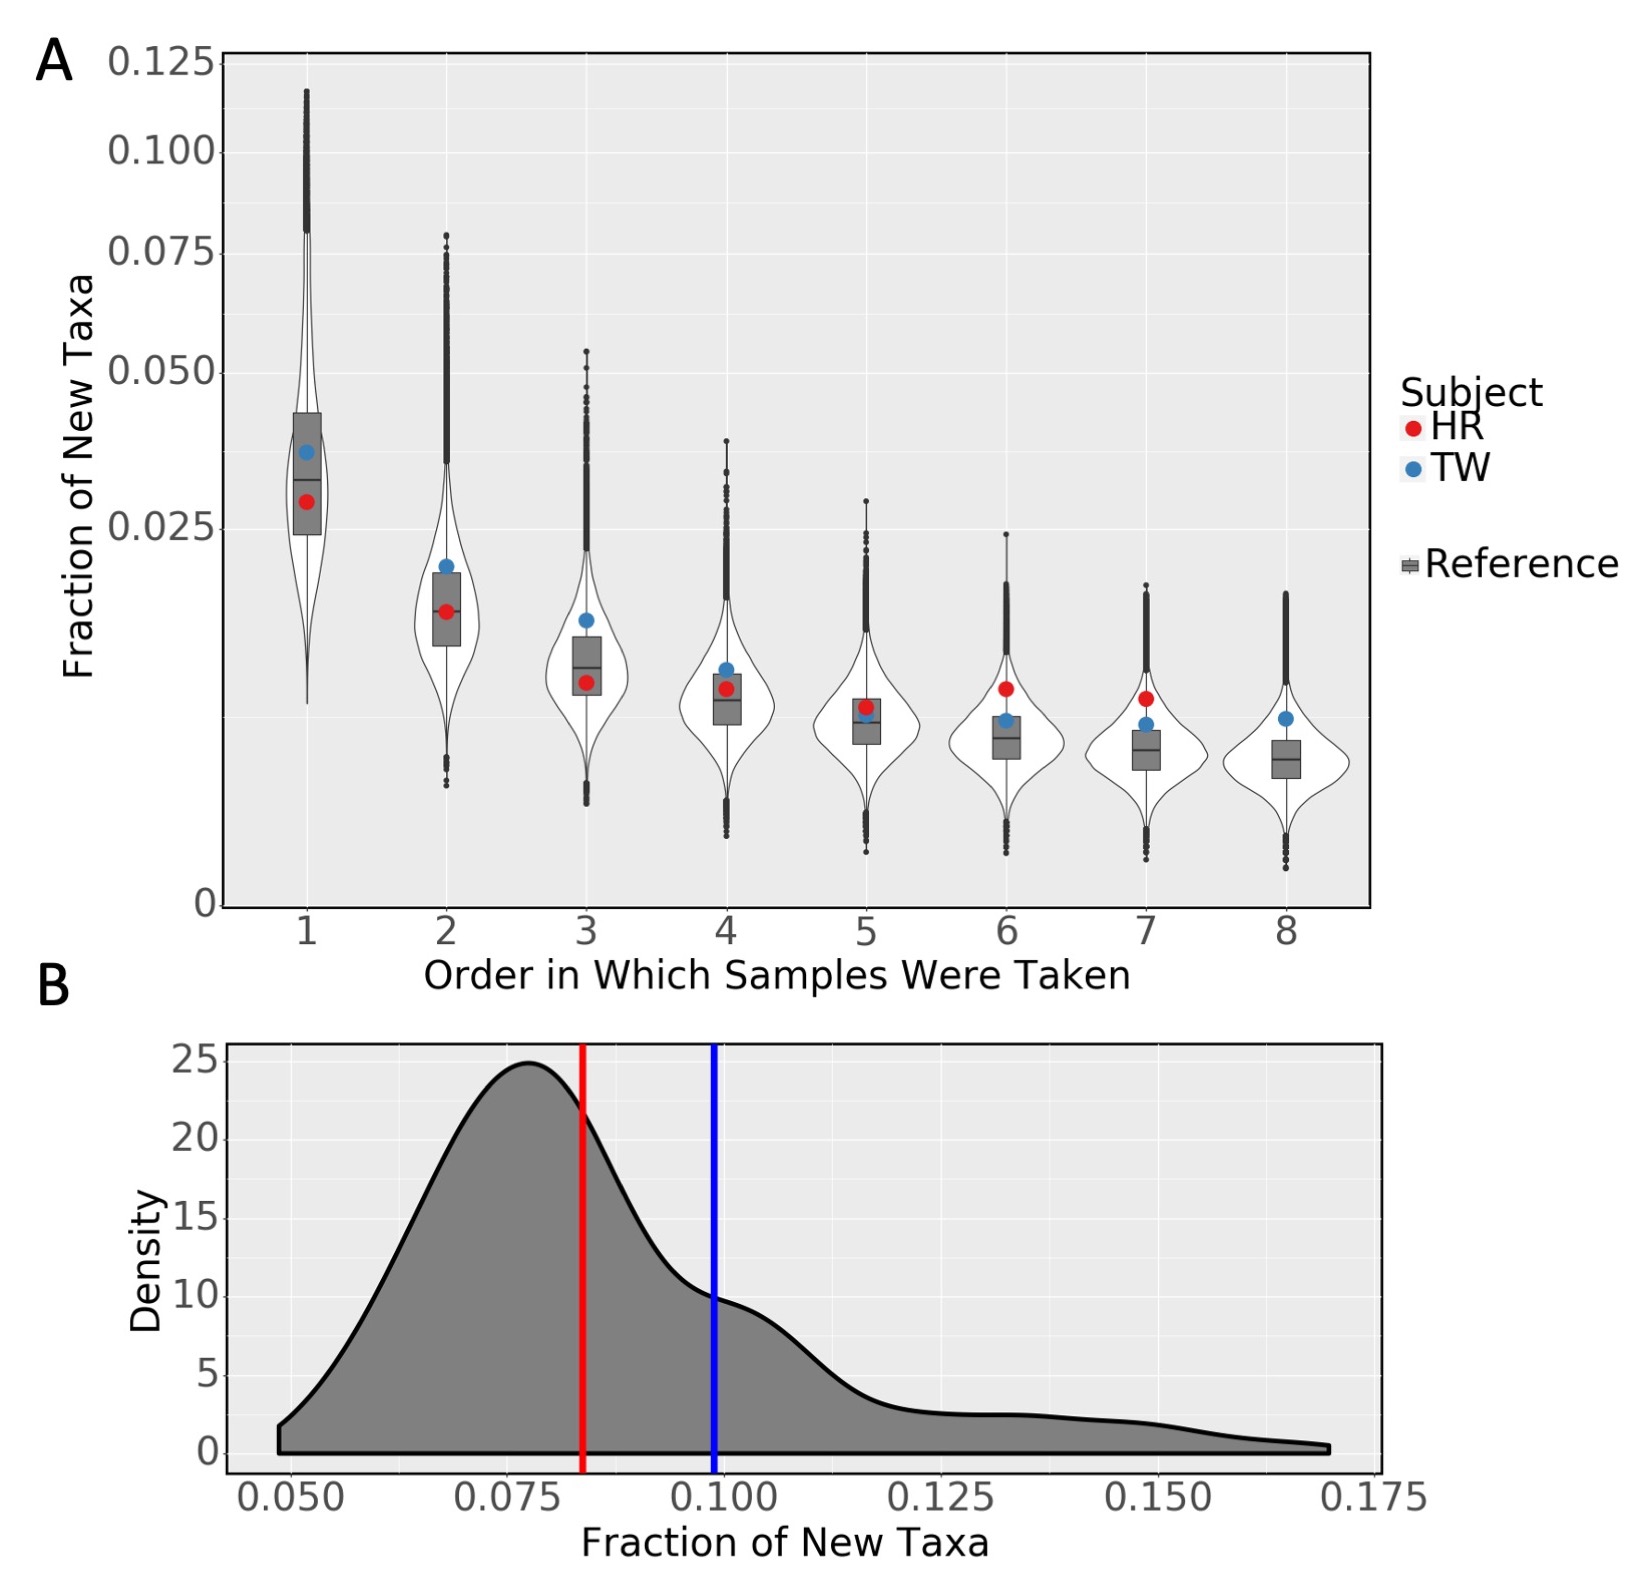 A
0.125
0.100
0.075
0.050
0.025
0
Fraction of New Taxa
1 2 3 4 5 6 7 8
Order in Which Samples Were Taken
Subject
HR
TW
Reference
B
25
20
15
10
5
0
Density
0.050 0.075 0.100 0.125 0.150 0.175
Fraction of New Taxa